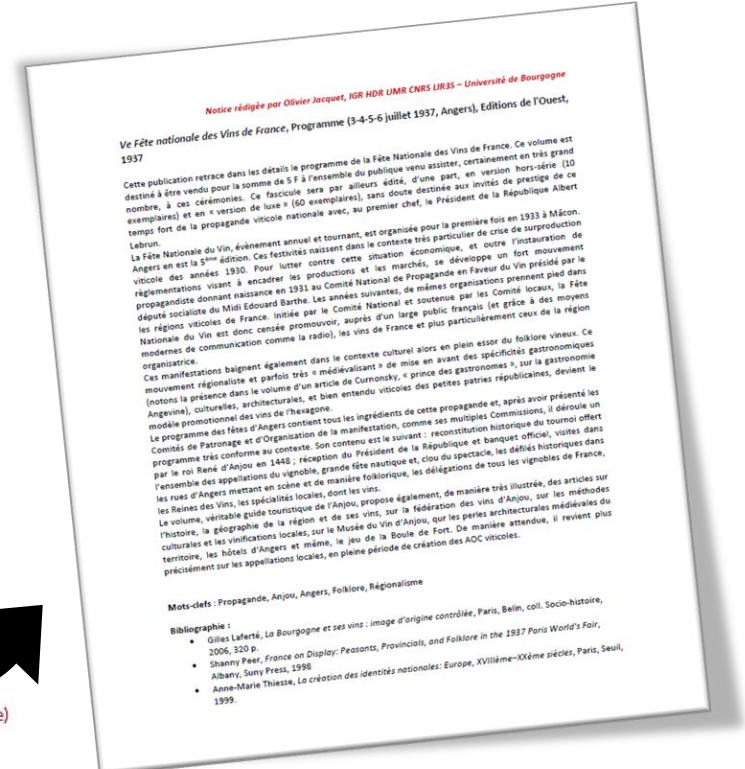 Notice rédigée par Olivier Jacquet, IGR HDR UMR CNRS LIR3S – Université de Bourgogne
Ve Fête nationale des Vins de France, Programme (3-4-5-6 juillet 1937, Angers), Editions de l'Ouest,
1937
Cette publication retrace dans les détails le programme de la Fête Nationale des Vins de France. Ce volume est
destiné à être vendu pour la somme de 5 F à l'ensemble du publique venu assister, certainement en très grand
nombre, à ces cérémonies. Ce fascicule sera par ailleurs édité, d'une part, en version hors-série (10
exemplaires) et en « version de luxe » (60 exemplaires), sans doute destinée aux invités de prestige de ce
temps fort de la propagande viticole nationale avec, au premier chef, le Président de la République Albert
Lebrun.
La Fête Nationale du Vin, évènement annuel et tournant, est organisée pour la première fois en 1933 à Mâcon.
Angers en est la 5ème édition. Ces festivités naissent dans le contexte très particulier de crise de surproduction
viticole des années 1930. Pour lutter contre cette situation économique, et outre l'instauration de
règlementations visant à encadrer les productions et les marchés, se développe un fort mouvement
propagandiste donnant naissance en 1931 au Comité National de Propagande en Faveur du Vin présidé par le
député socialiste du Midi Edouard Barthe. Les années suivantes, de mêmes organisations prennent pied dans
les régions viticoles de France. Initiée par le Comité National et soutenue par les Comité locaux, la Fête
Nationale du Vin est donc censée promouvoir, auprès d'un large public français (et grâce à des moyens
modernes de communication comme la radio), les vins de France et plus particulièrement ceux de la région
organisatrice.
Ces manifestations baignent également dans le contexte culturel alors en plein essor du folklore vineux. Ce
mouvement régionaliste et parfois très « médiévalisant » de mise en avant des spécificités gastronomiques
(notons la présence dans le volume d'un article de Curnonsky, « prince des gastronomes », sur la gastronomie
Angevine), culturelles, architecturales, et bien entendu viticoles des petites patries républicaines, devient le
modèle promotionnel des vins de l'hexagone.
Le programme des fêtes d'Angers contient tous les ingrédients de cette propagande et, après avoir présenté les
Comités de Patronage et d'Organisation de la manifestation, comme ses multiples Commissions, il déroule un
programme très conforme au contexte. Son contenu est le suivant : reconstitution historique du tournoi offert
par le roi René d'Anjou en 1448 ; réception du Président de la République et banquet officiel, visites dans
l'ensemble des appellations du vignoble, grande fête nautique et, clou du spectacle, les défilés historiques dans
les rues d'Angers mettant en scène et de manière folklorique, les délégations de tous les vignobles de France,
les Reines des Vins, les spécialités locales, dont les vins.
Le volume, véritable guide touristique de l'Anjou, propose également, de manière très illustrée, des articles sur
l'histoire, la géographie de la région et de ses vins, sur la fédération des vins d'Anjou, sur les méthodes
culturales et les vinifications locales, sur le Musée du Vin d'Anjou, qur les perles architecturales médiévales du
territoire, les hôtels d'Angers et même, le jeu de la Boule de Fort. De manière attendue, il revient plus
précisément sur les appellations locales, en pleine période de création des AOC viticoles.
Mots-clefs : Propagande, Anjou, Angers, Folklore, Régionalisme
Bibliographie :
• Gilles Laferté, La Bourgogne et ses vins : image d'origine contrôlée, Paris, Belin, coll. Socio-histoire,
2006, 320 p.
• Shanny Peer, France on Display: Peasants, Provincials, and Folklore in the 1937 Paris World's Fair,
Albany, Suny Press, 1998
• Anne-Marie Thiesse, La création des identités nationales: Europe, XVIIIème–XXème siècles, Paris, Seuil,
1999.